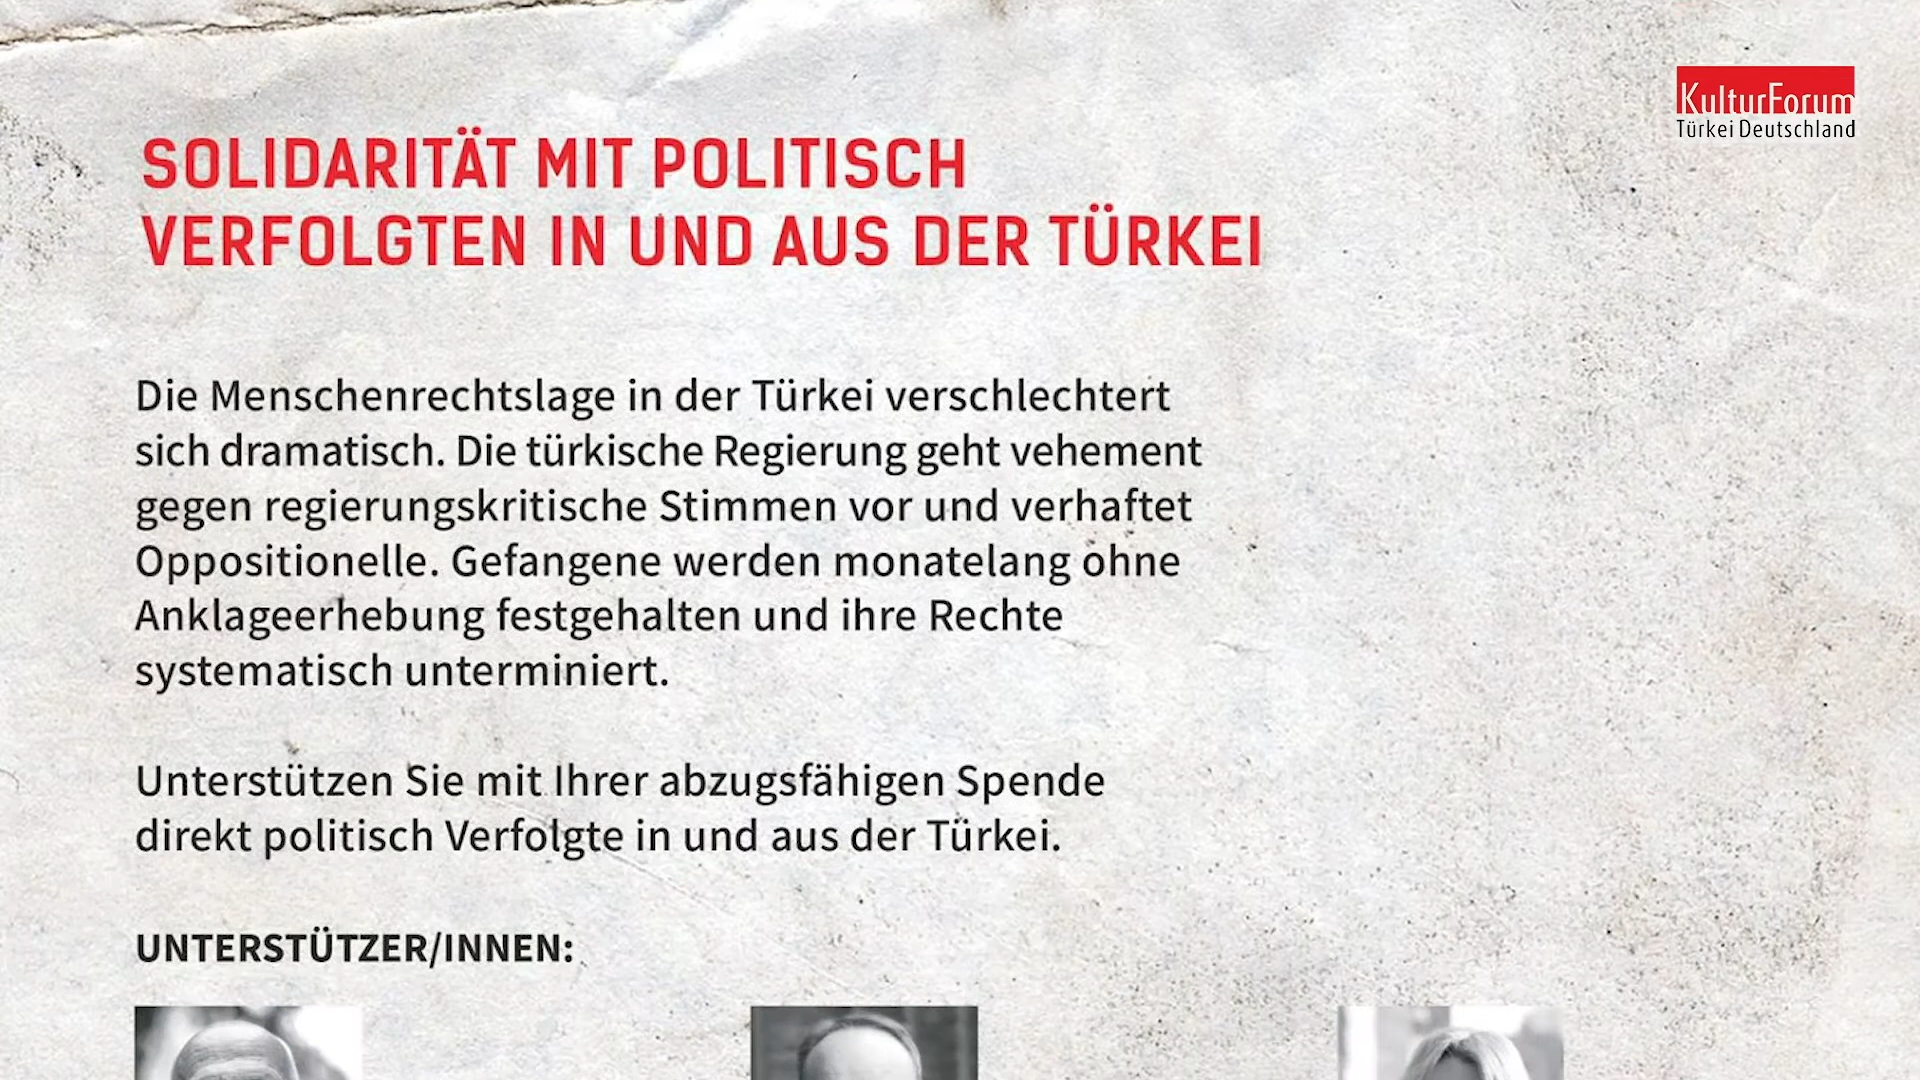 KulturForum
Türkei Deutschland
SOLIDARITÄT MIT POLITISCH
VERFOLGTEN IN UND AUS DER TÜRKEI
Die Menschenrechtslage in der Türkei verschlechtert
sich dramatisch. Die türkische Regierung geht vehement
gegen regierungskritische Stimmen vor und verhaftet
Oppositionelle. Gefangene werden monatelang ohne
Anklageerhebung festgehalten und ihre Rechte
systematisch unterminiert.
Unterstützen Sie mit Ihrer abzugsfähigen Spende
direkt politisch Verfolgte in und aus der Türkei.
UNTERSTÜTZER/INNEN: